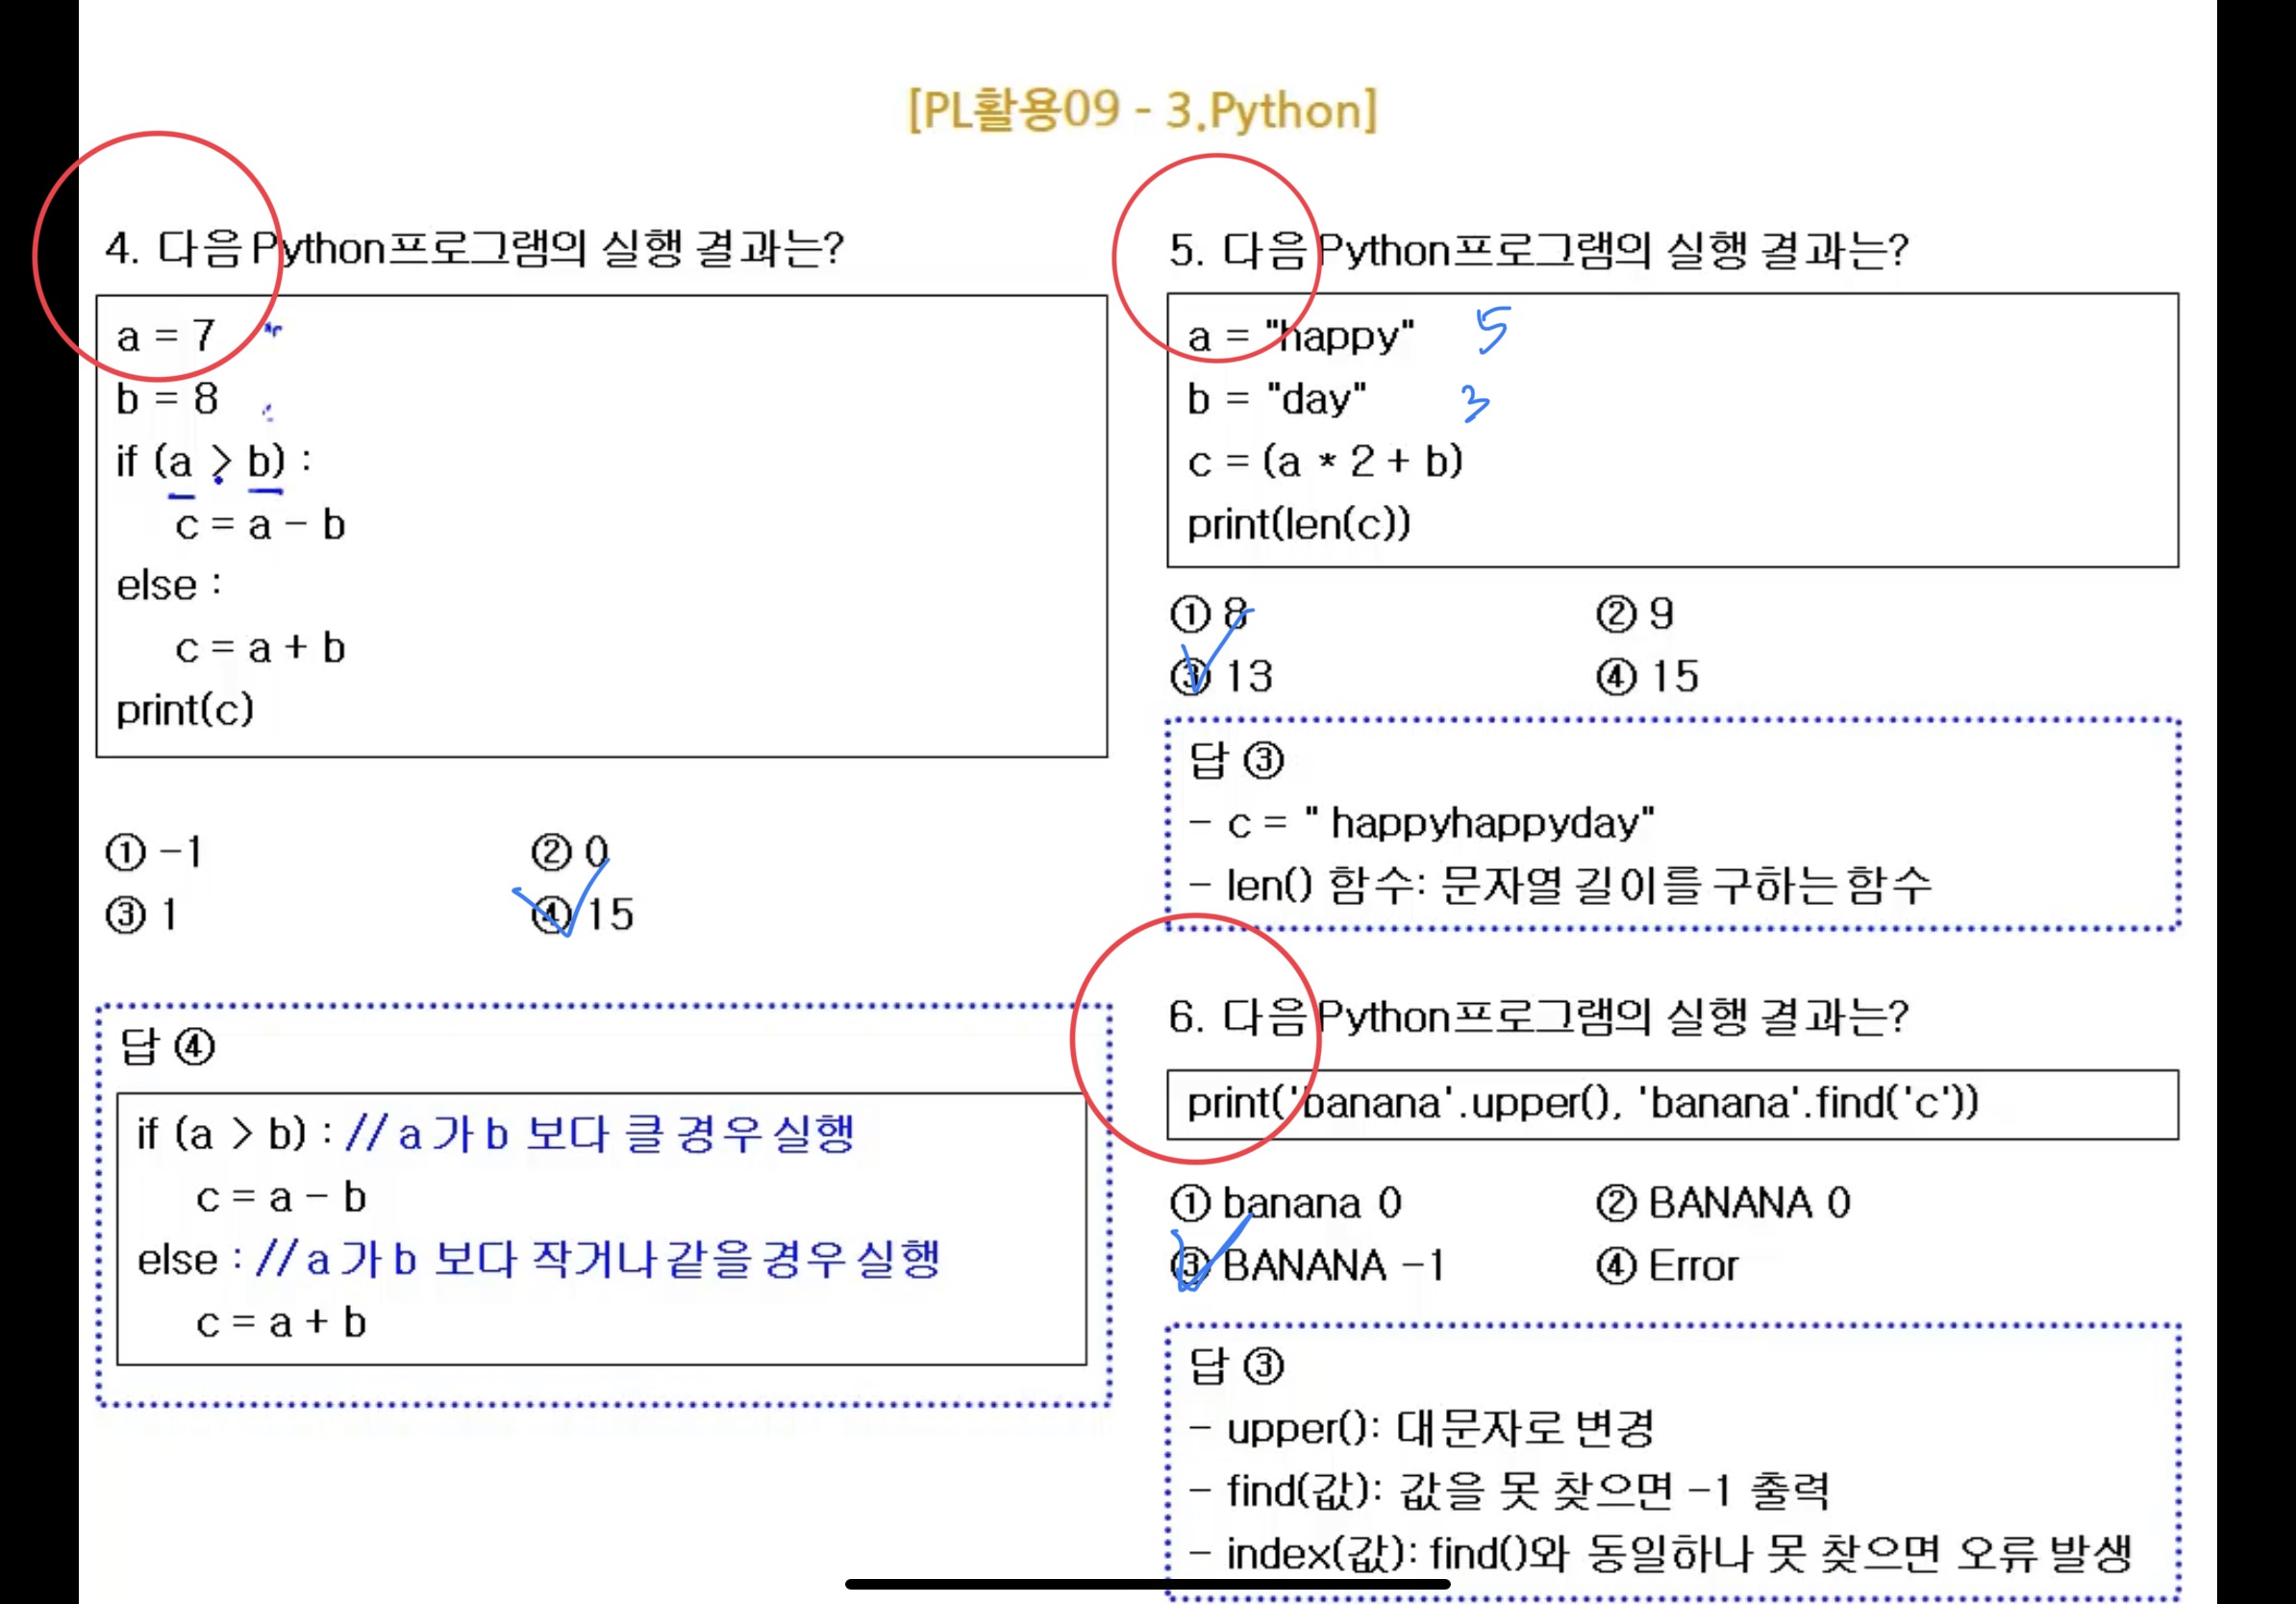 [PL활용09 - 3.Python]
4. 다음 Python프로그램의 실행 결과는?
a = 7
b = 8
if (a > b) :
c = a - b
else :
c = a + b
print(c)
① -1
② 0
③ 1
④ 15
답 ④
if (a > b) : // a 가 b 보다 클 경우 실행
c = a - b
else : // a 가 b 보다 작거나 같을 경우 실행
c = a + b
5. 다음 Python프로그램의 실행 결과는?
a = "happy" 5
b = "day" 3
c = (a * 2 + b)
print(len(c))
① 8
② 9
③ 13
④ 15
답 ③
- c = " happyhappyday"
- len() 함수: 문자열 길이를 구하는 함수
6. 다음 Python프로그램의 실행 결과는?
print('banana'.upper(), 'banana'.find('c'))
① banana 0
② BANANA 0
③ BANANA -1
④ Error
답 ③
- upper(): 대문자로 변경
- find(값): 값을 못 찾으면 -1 출력
- index(값): find()와 동일하나 못 찾으면 오류 발생